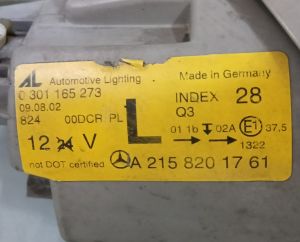 AL Automotive Lighting Made in Germany
0 301 165 273 INDEX 28
09.08.02 Q3
824 00DCR PL L 01 1b 02A E1 37,5
12 24 V 1322
not DOT certified A 215 820 17 61